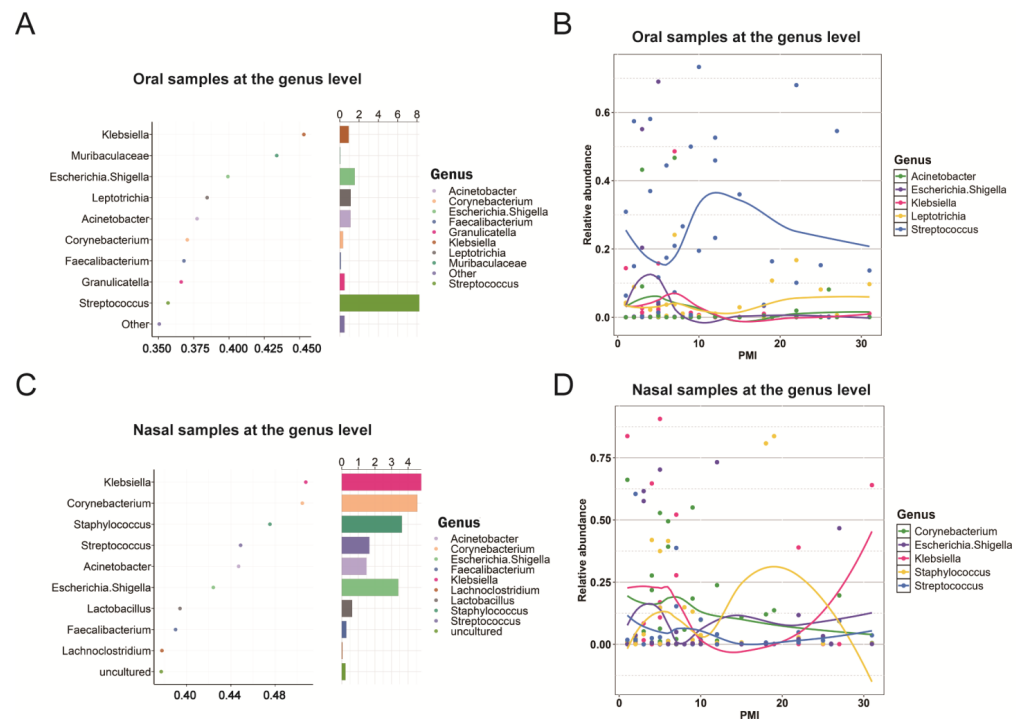 A
Oral samples at the genus level
0 2 4 6 8
Klebsiella
Muribaculaceae
Escherichia.Shigella
Leptotrichia
Acinetobacter
Corynebacterium
Faecalibacterium
Granulicatella
Streptococcus
Other
0.350 0.375 0.400 0.425 0.450
Genus
Acinetobacter
Corynebacterium
Escherichia.Shigella
Faecalibacterium
Granulicatella
Klebsiella
Leptotrichia
Muribaculaceae
Other
Streptococcus
B
Oral samples at the genus level
Relative abundance
0.6
0.4
0.2
0.0
0 10 20 30
PMI
Genus
Acinetobacter
Escherichia.Shigella
Klebsiella
Leptotrichia
Streptococcus
C
Nasal samples at the genus level
0 1 2 3 4
Klebsiella
Corynebacterium
Staphylococcus
Streptococcus
Acinetobacter
Escherichia.Shigella
Lactobacillus
Faecalibacterium
Lachnoclostridium
uncultured
0.40 0.44 0.48
Genus
Acinetobacter
Corynebacterium
Escherichia.Shigella
Faecalibacterium
Klebsiella
Lachnoclostridium
Lactobacillus
Staphylococcus
Streptococcus
uncultured
D
Nasal samples at the genus level
Relative abundance
0.75
0.50
0.25
0.00
0 10 20 30
PMI
Genus
Corynebacterium
Escherichia.Shigella
Klebsiella
Staphylococcus
Streptococcus